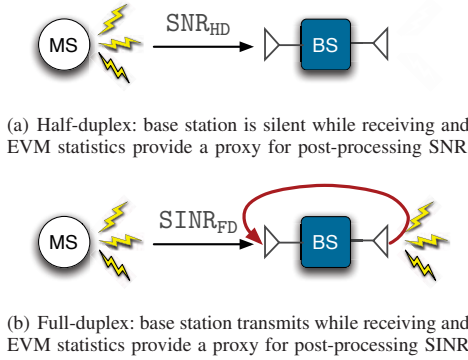 MS
SNR_HD
BS
(a) Half-duplex: base station is silent while receiving and
EVM statistics provide a proxy for post-processing SNR
MS
SINR_FD
BS
(b) Full-duplex: base station transmits while receiving and
EVM statistics provide a proxy for post-processing SINR